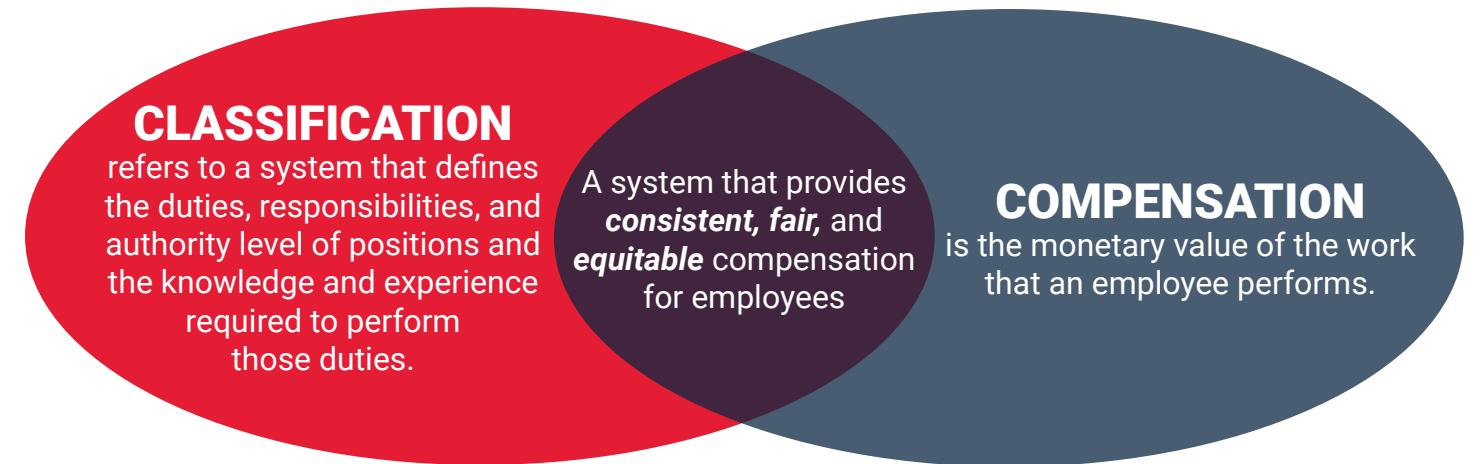 CLASSIFICATION
refers to a system that defines
the duties, responsibilities, and
authority level of positions and
the knowledge and experience
required to perform
those duties.
A system that provides
consistent, fair, and
equitable compensation
for employees
COMPENSATION
is the monetary value of the work
that an employee performs.